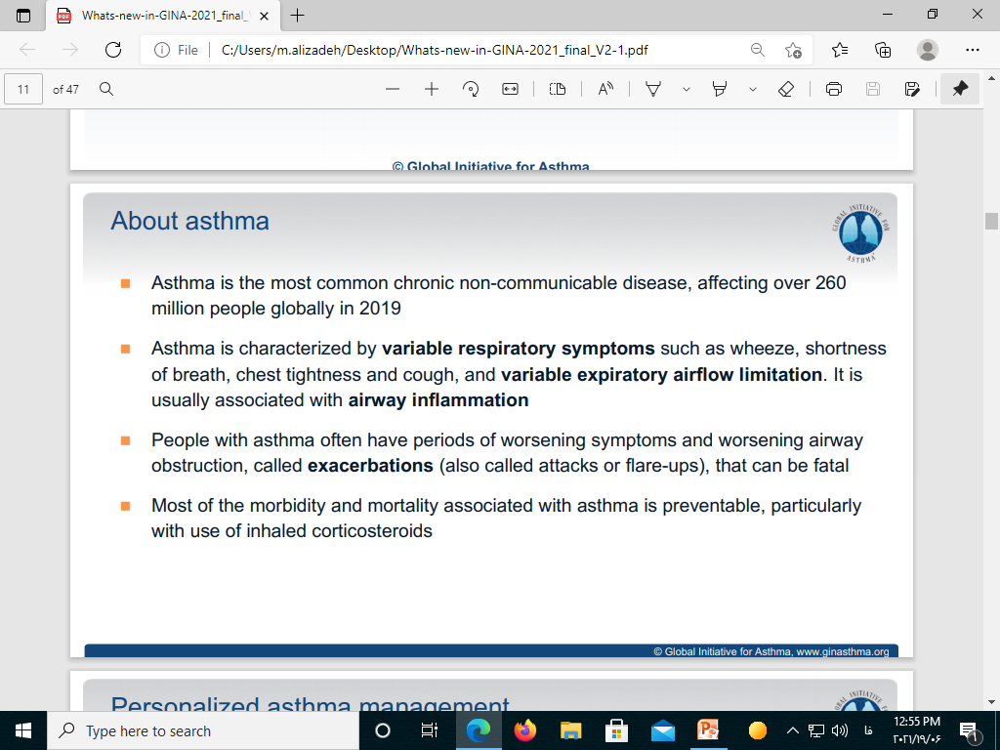 Whats-new-in-GINA-2021_final_
File
C:/Users/m.alizadeh/Desktop/Whats-new-in-GINA-2021_final_V2-1.pdf
11 of 47
© Global Initiative for Asthma
About asthma
GLOBAL INITIATIVE FOR ASTHMA
■ Asthma is the most common chronic non-communicable disease, affecting over 260
million people globally in 2019
■ Asthma is characterized by variable respiratory symptoms such as wheeze, shortness
of breath, chest tightness and cough, and variable expiratory airflow limitation. It is
usually associated with airway inflammation
■ People with asthma often have periods of worsening symptoms and worsening airway
obstruction, called exacerbations (also called attacks or flare-ups), that can be fatal
■ Most of the morbidity and mortality associated with asthma is preventable, particularly
with use of inhaled corticosteroids
© Global Initiative for Asthma, www.ginasthma.org
Personalized asthma management
Type here to search
فا
12:55 PM
٢٠٢١/١٩/٠۶
1